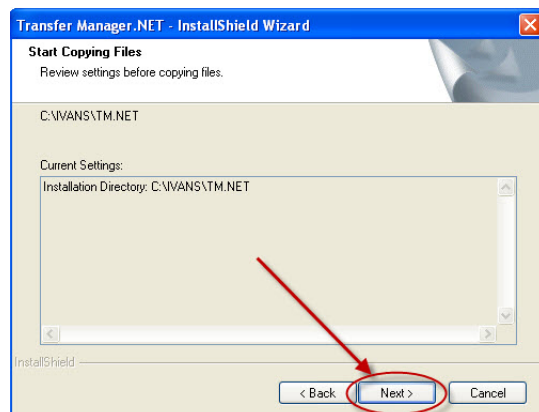 Transfer Manager.NET - InstallShield Wizard
Start Copying Files
Review settings before copying files.
C:\IVANS\TM.NET
Current Settings:
Installation Directory: C:\IVANS\TM.NET
InstallShield
< Back Next > Cancel